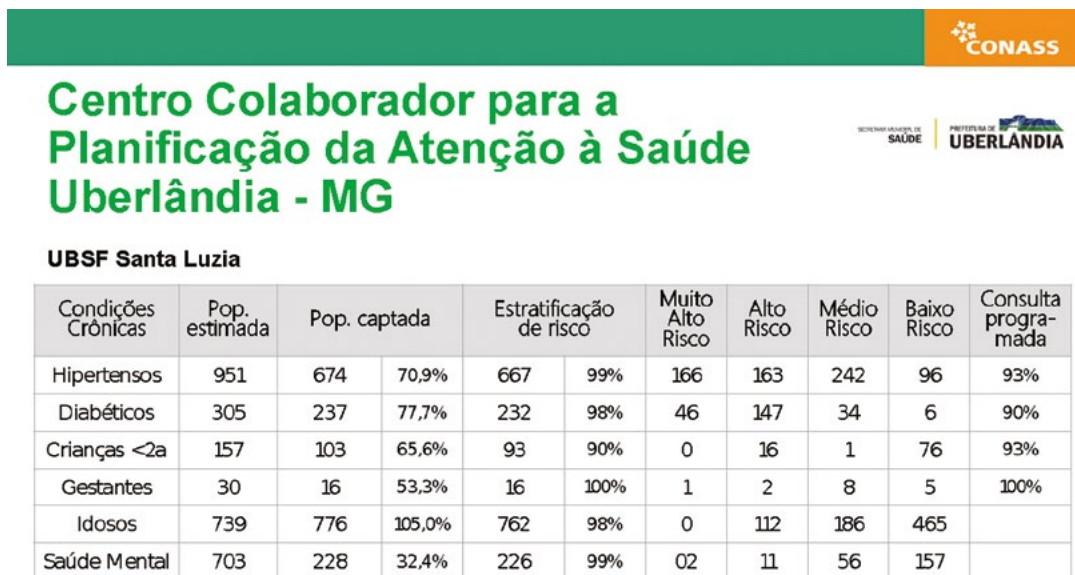 CONASS
Centro Colaborador para a
Planificação da Atenção à Saúde
Uberlândia - MG
SECRETARIA MUNICIPAL DE
SAÚDE
PREFEITURA DE
UBERLÂNDIA
UBSF Santa Luzia
Condições Crônicas Pop. estimada Pop. captada Estratificação de risco Muito Alto Risco Alto Risco Médio Risco Baixo Risco Consulta progra-mada
Hipertensos 951 674 70,9% 667 99% 166 163 242 96 93%
Diabéticos 305 237 77,7% 232 98% 46 147 34 6 90%
Crianças <2a 157 103 65,6% 93 90% 0 16 1 76 93%
Gestantes 30 16 53,3% 16 100% 1 2 8 5 100%
Idosos 739 776 105,0% 762 98% 0 112 186 465
Saúde Mental 703 228 32,4% 226 99% 02 11 56 157